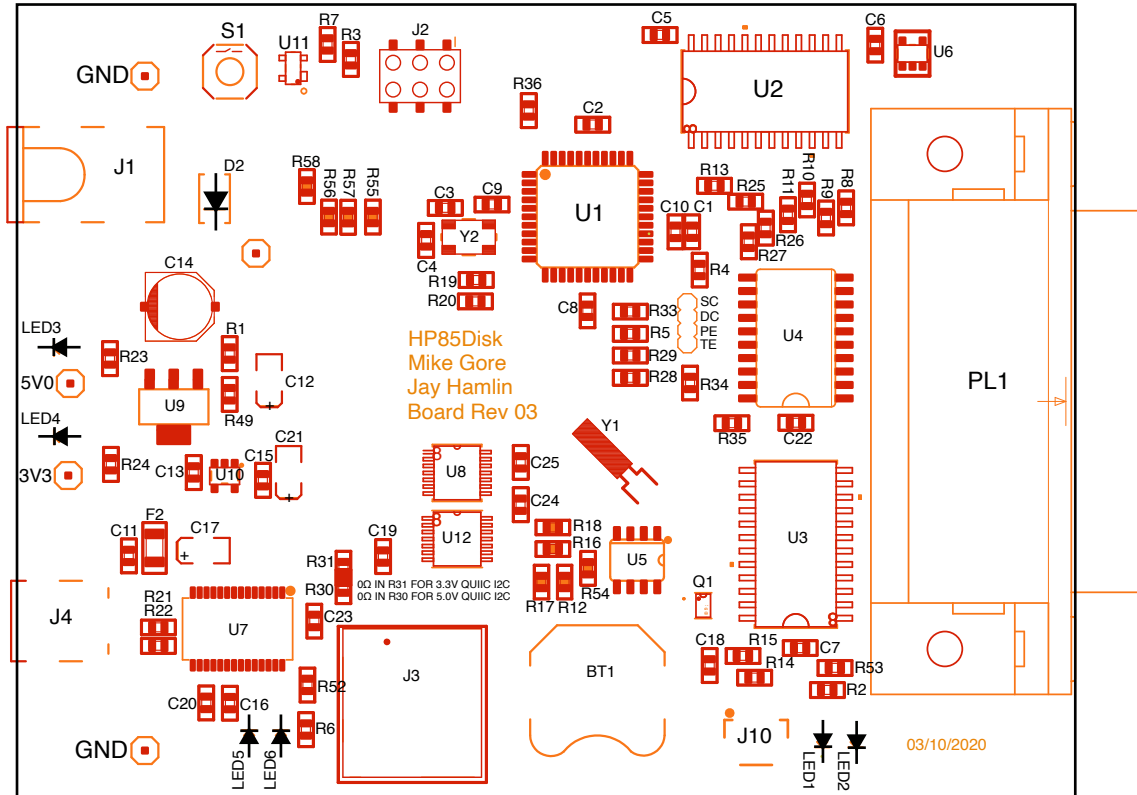 S1
U11
R7
R3
J2
C5
C6
U6
GND
R36
C2
U2
J1
D2
R58
R56
R57
R55
C3
C9
C4
Y2
R19
R20
U1
C10
C1
R13
R25
R11
R10
R9
R8
R26
R27
R4
C14
LED3
R23
R1
5V0
C12
U9
R49
LED4
R24
3V3
C13
U10
C15
C21
C8
R33
R5
R29
R28
SC
DC
PE
TE
R34
U4
PL1
HP85Disk
Mike Gore
Jay Hamlin
Board Rev 03
R35
C22
Y1
U8
C25
C24
U12
C11
F2
C17
C19
R18
R16
R17
R12
R54
U5
U3
Q1
R31
R30
0Ω IN R31 FOR 3.3V QUIIC I2C
0Ω IN R30 FOR 5.0V QUIIC I2C
J4
R21
R22
U7
C23
J3
BT1
C18
R15
R14
C7
R53
R2
C20
C16
R52
R6
GND
LED5
LED6
J10
LED1
LED2
03/10/2020